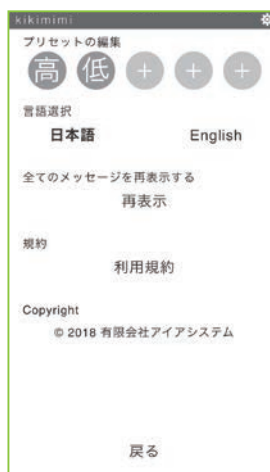 kikimimi
プリセットの編集
高 低 + + +
言語選択
日本語 English
全てのメッセージを再表示する
再表示
規約
利用規約
Copyright
© 2018 有限会社アイアシステム
戻る